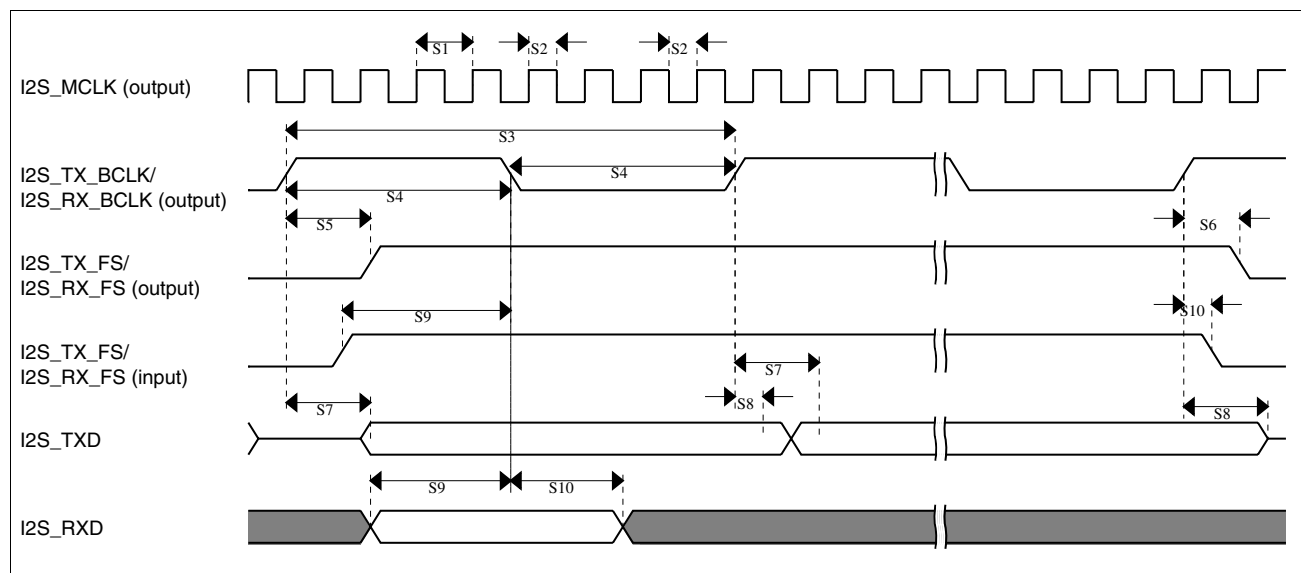 S1
S2
S2
I2S_MCLK (output)
S3
I2S_TX_BCLK/
I2S_RX_BCLK (output)
S4
S4
S5
S6
I2S_TX_FS/
I2S_RX_FS (output)
S9
S10
I2S_TX_FS/
I2S_RX_FS (input)
S7
S8
S7
S8
I2S_TXD
S9
S10
I2S_RXD